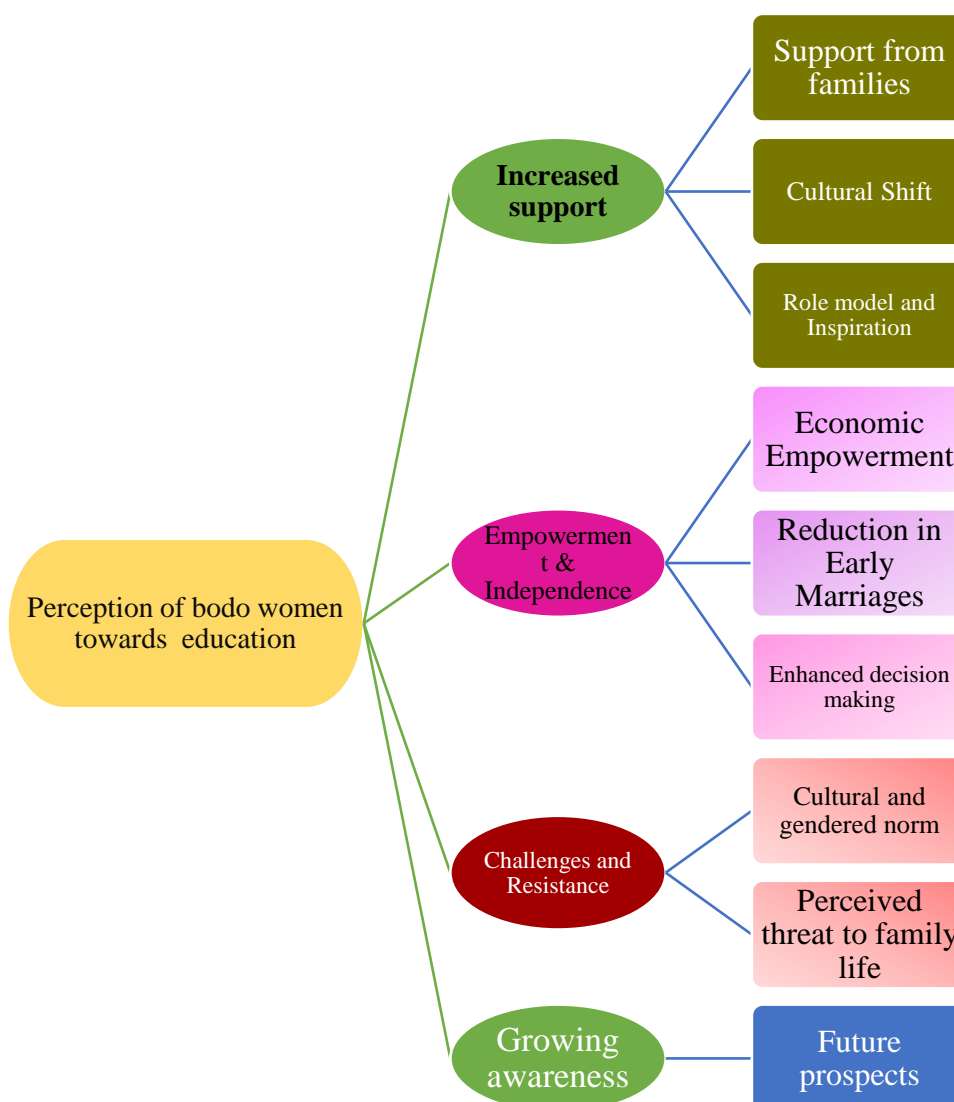 Perception of bodo women
towards education
Increased
support
Support from
families
Cultural Shift
Role model and
Inspiration
Empowermen
t &
Independence
Economic
Empowerment
Reduction in
Early
Marriages
Enhanced decision
making
Challenges and
Resistance
Cultural and
gendered norm
Perceived
threat to family
life
Growing
awareness
Future
prospects